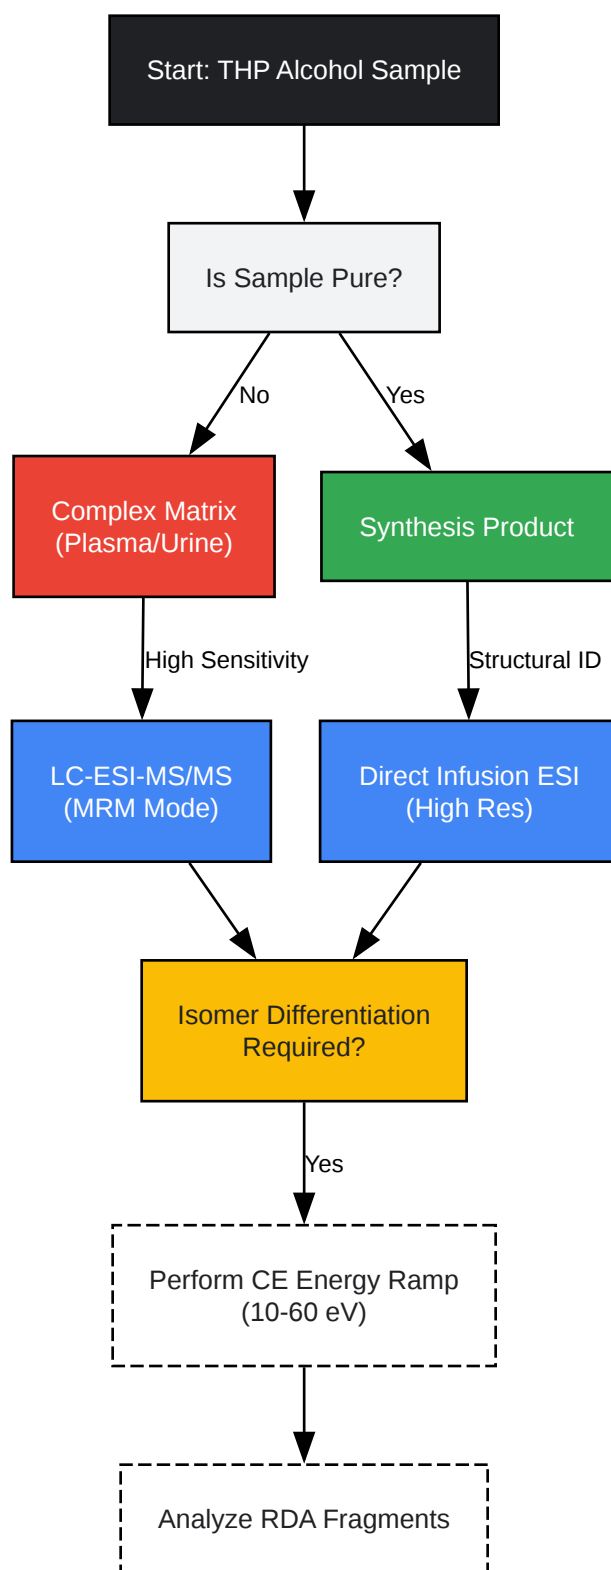 Start: THP Alcohol Sample
Is Sample Pure?
No
Yes
Complex Matrix
(Plasma/Urine)
Synthesis Product
High Sensitivity
Structural ID
LC-ESI-MS/MS
(MRM Mode)
Direct Infusion ESI
(High Res)
Isomer Differentiation
Required?
Yes
Perform CE Energy Ramp
(10-60 eV)
Analyze RDA Fragments